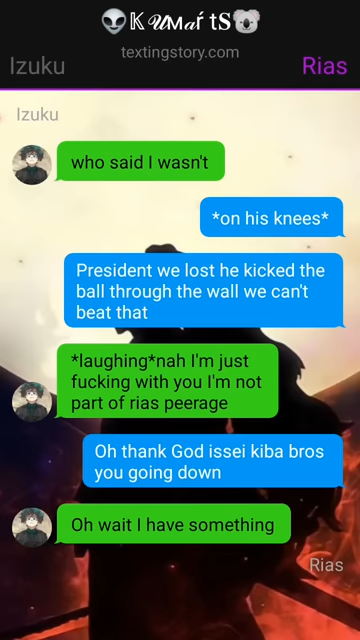 👽𝕂 𝓤мaŕ tS🐨
textingstory.com
Izuku
Rias
Izuku
who said I wasn't
*on his knees*
President we lost he kicked the
ball through the wall we can't
beat that
*laughing*nah I'm just
fucking with you I'm not
part of rias peerage
Oh thank God issei kiba bros
you going down
Oh wait I have something
Rias